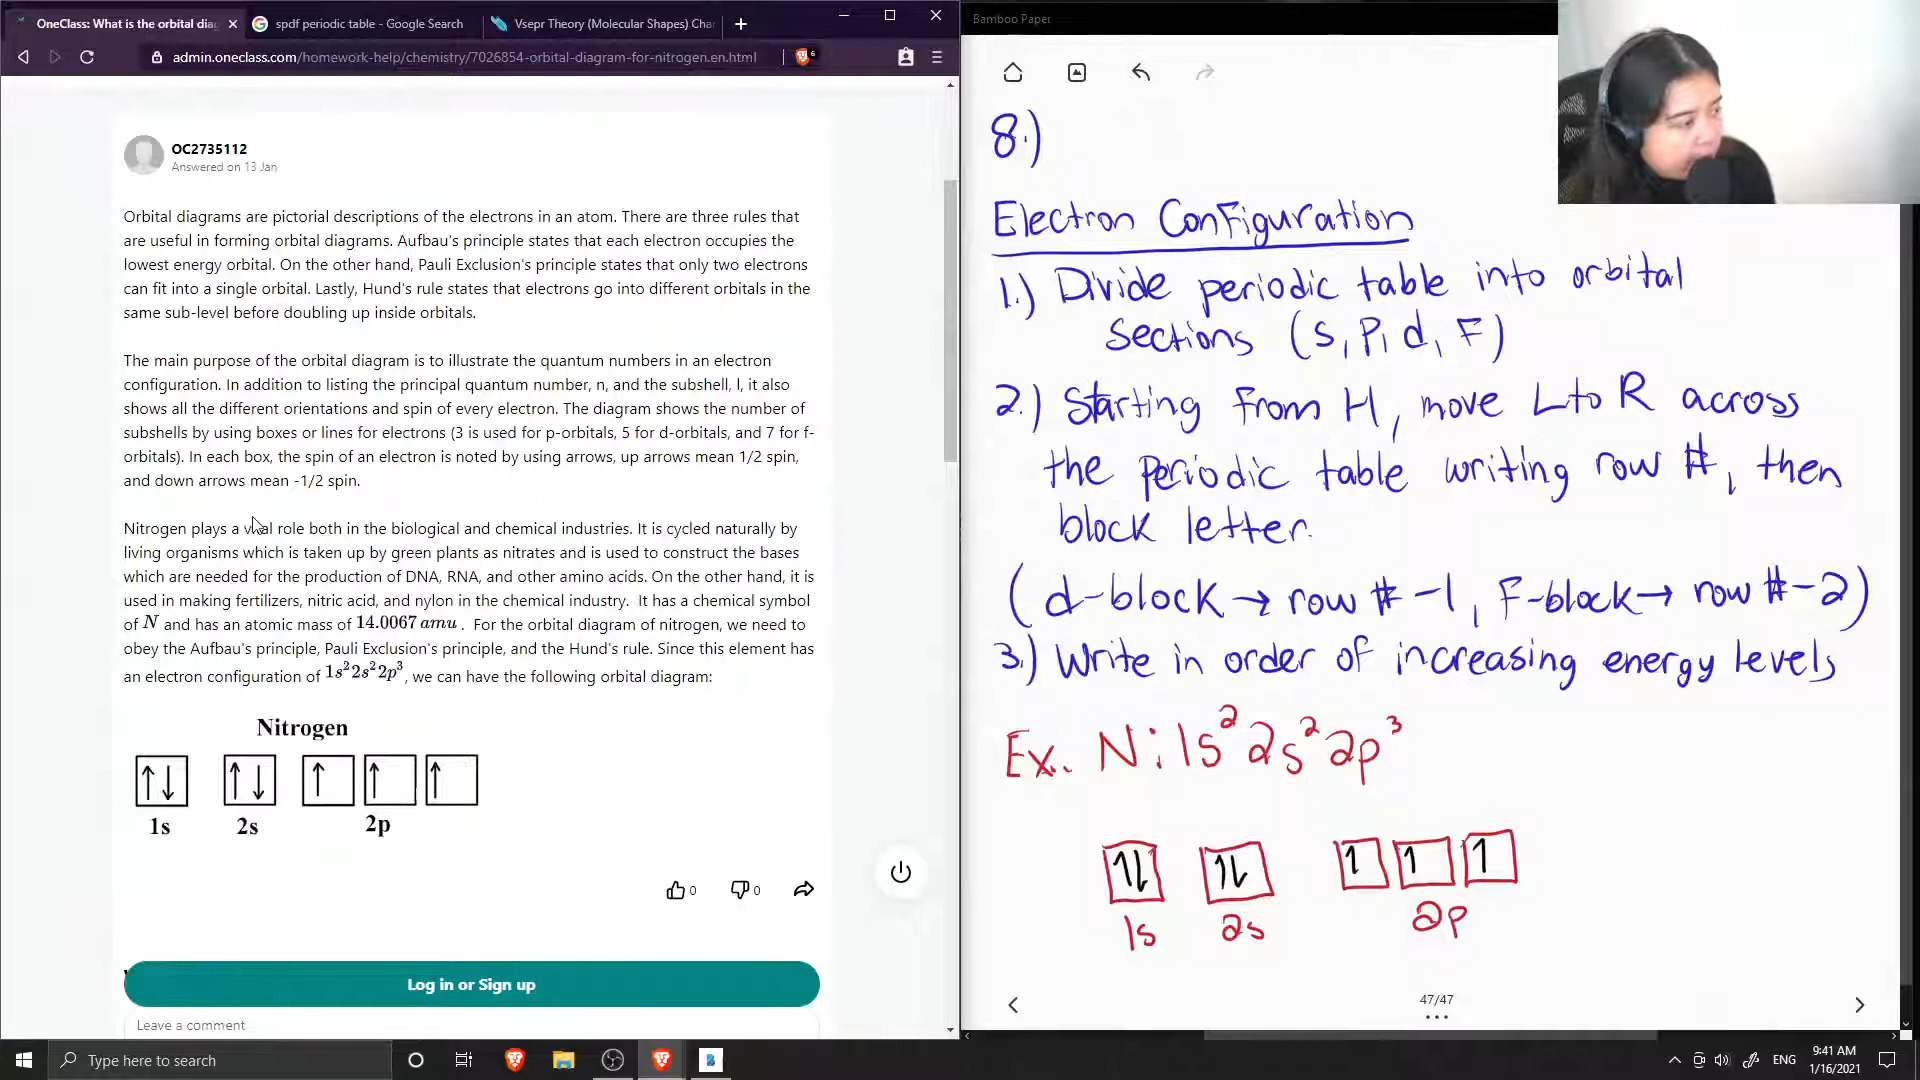 OneClass: What is the orbital dia
spdf periodic table - Google Search
Vsepr Theory (Molecular Shapes) Cha
admin.oneclass.com/homework-help/chemistry/7026854-orbital-diagram-for-nitrogen.en.html
6
OC2735112
Answered on 13 Jan
Orbital diagrams are pictorial descriptions of the electrons in an atom. There are three rules that
are useful in forming orbital diagrams. Aufbau's principle states that each electron occupies the
lowest energy orbital. On the other hand, Pauli Exclusion's principle states that only two electrons
can fit into a single orbital. Lastly, Hund's rule states that electrons go into different orbitals in the
same sub-level before doubling up inside orbitals.
The main purpose of the orbital diagram is to illustrate the quantum numbers in an electron
configuration. In addition to listing the principal quantum number, n, and the subshell, l, it also
shows all the different orientations and spin of every electron. The diagram shows the number of
subshells by using boxes or lines for electrons (3 is used for p-orbitals, 5 for d-orbitals, and 7 for f-
orbitals). In each box, the spin of an electron is noted by using arrows, up arrows mean 1/2 spin,
and down arrows mean -1/2 spin.
Nitrogen plays a vital role both in the biological and chemical industries. It is cycled naturally by
living organisms which is taken up by green plants as nitrates and is used to construct the bases
which are needed for the production of DNA, RNA, and other amino acids. On the other hand, it is
used in making fertilizers, nitric acid, and nylon in the chemical industry. It has a chemical symbol
of N and has an atomic mass of 14.0067 amu. For the orbital diagram of nitrogen, we need to
obey the Aufbau's principle, Pauli Exclusion's principle, and the Hund's rule. Since this element has
an electron configuration of 1s²2s²2p³, we can have the following orbital diagram:
Nitrogen
↑↓ ↑↓ ↑ ↑ ↑
1s 2s 2p
0 0
Log in or Sign up
Leave a comment
Bamboo Paper
8.)
Electron Configuration
1.) Divide periodic table into orbital
sections (s, p, d, F)
2.) Starting From H, move L to R across
the periodic table writing row #, then
block letter.
(d-block → row # -1, F-block → row # -2)
3.) Write in order of increasing energy levels
Ex. N: 1s² 2s² 2p³
1s 2s 2p
47/47
Type here to search
ENG
9:41 AM
1/16/2021